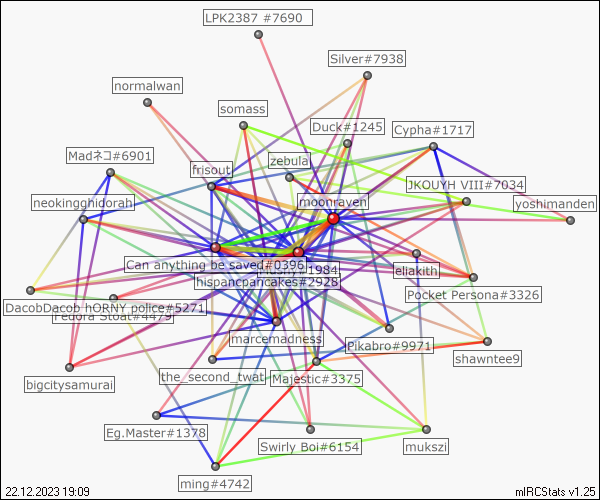 LPK2387 #7690
Silver#7938
normalwan
somass
Duck#1245
Cypha#1717
Madネコ#6901
zebula
frisout
JKOUYH VIII#7034
neokingghidorah
moonraven
yoshimanden
Can anything be saved#0396
#1984
eliakith
hispancpancakes#2928
Pocket Persona#3326
DacobDacob hORNY police#5271
Fedora Stoat#4479
marcemadness
Pikabro#9971
shawntee9
the_second_twat
Majestic#3375
bigcitysamurai
Eg.Master#1378
Swirly Boi#6154
mukszi
ming#4742
22.12.2023 19:09
mIRCStats v1.25